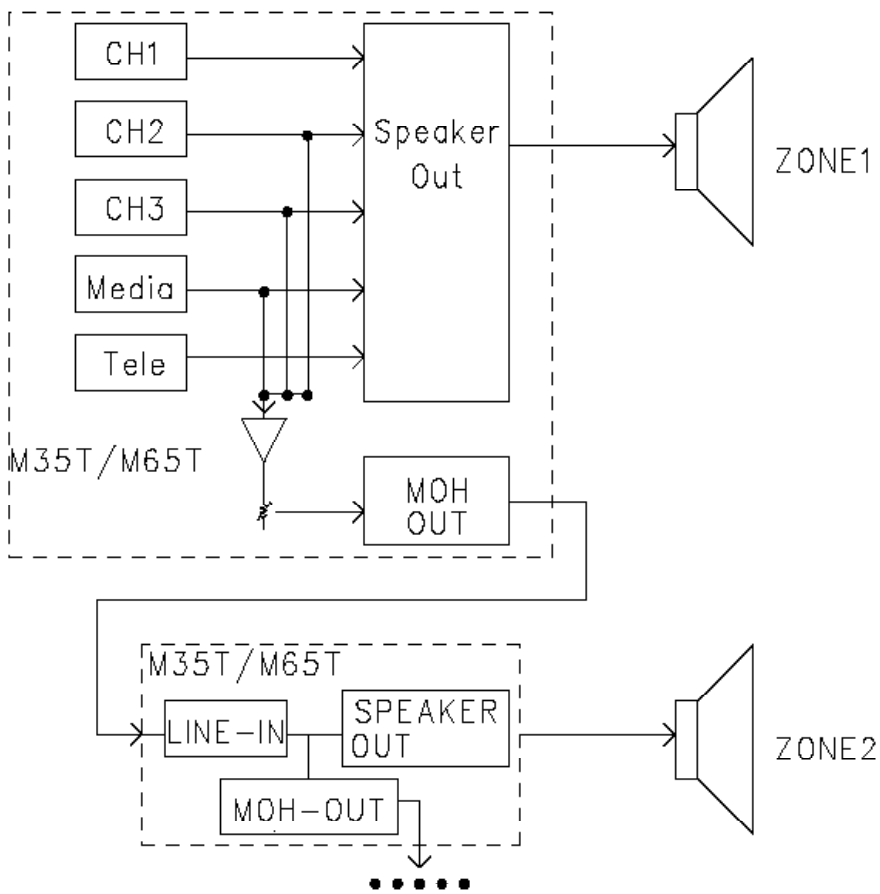 CH1
CH2
CH3
Media
Tele
Speaker
Out
ZONE1
M35T/M65T
MOH
OUT
M35T/M65T
LINE-IN
SPEAKER
OUT
MOH-OUT
ZONE2